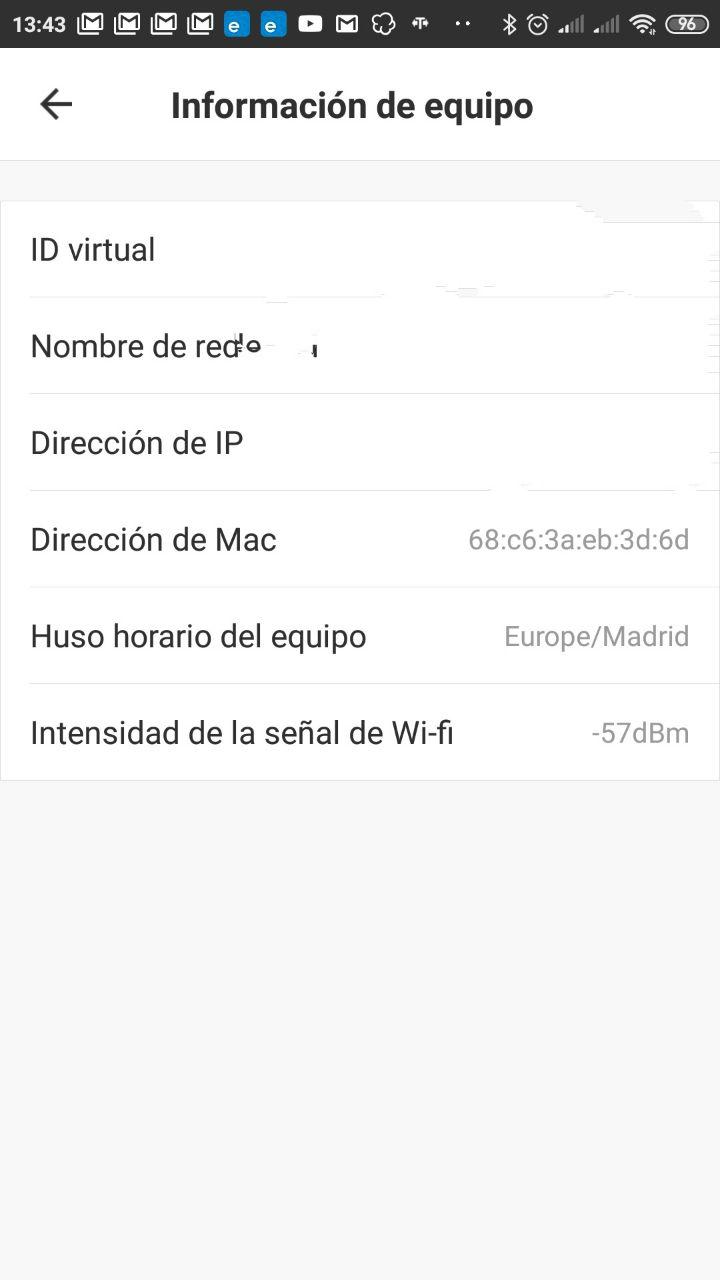 13:43
96
Información de equipo
ID virtual
Nombre de red
Dirección de IP
Dirección de Mac 68:c6:3a:eb:3d:6d
Huso horario del equipo Europe/Madrid
Intensidad de la señal de Wi-fi -57dBm